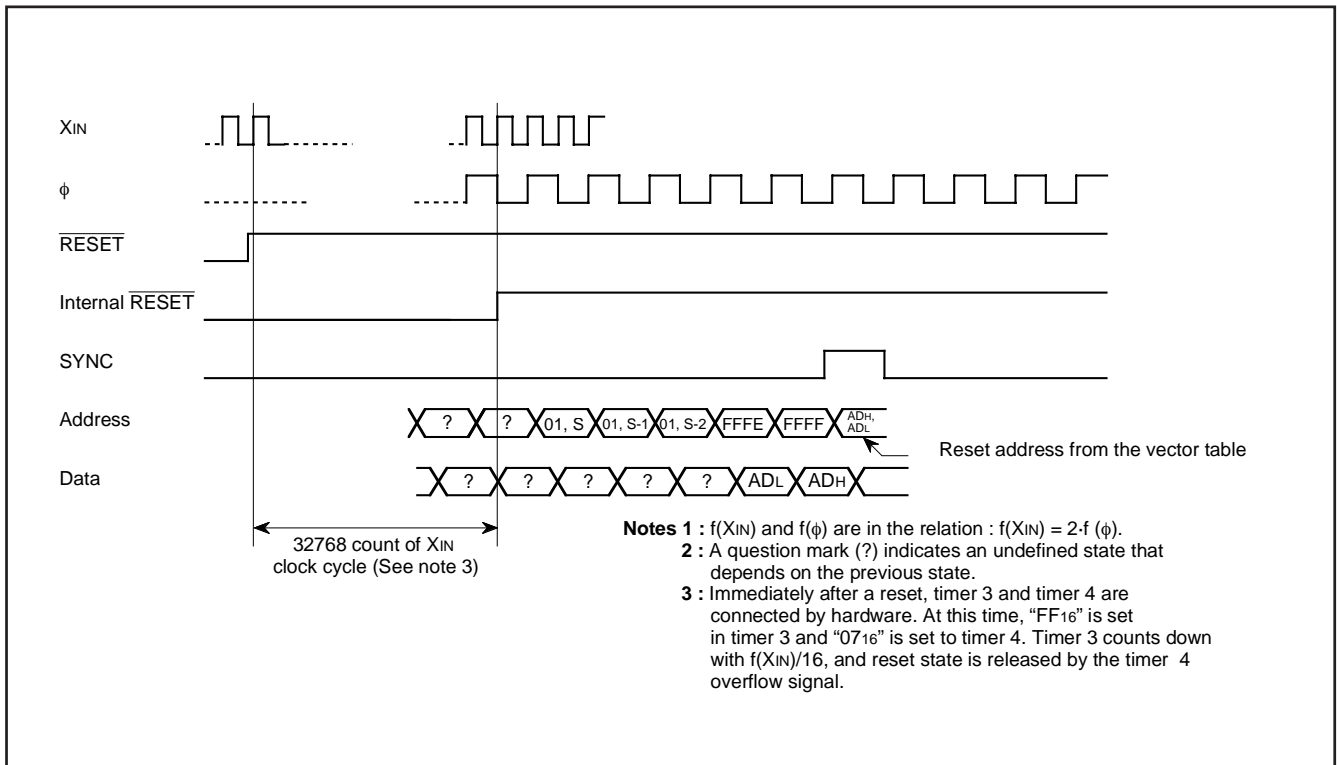 XIN
φ
RESET
Internal RESET
SYNC
Address
? ? 01, S 01, S-1 01, S-2 FFFE FFFF ADH, ADL
Reset address from the vector table
Data
? ? ? ? ? ADL ADH
32768 count of XIN
clock cycle (See note 3)
Notes 1 : f(XIN) and f(φ) are in the relation : f(XIN) = 2·f (φ).
2 : A question mark (?) indicates an undefined state that
depends on the previous state.
3 : Immediately after a reset, timer 3 and timer 4 are
connected by hardware. At this time, “FF16” is set
in timer 3 and “0716” is set to timer 4. Timer 3 counts down
with f(XIN)/16, and reset state is released by the timer 4
overflow signal.